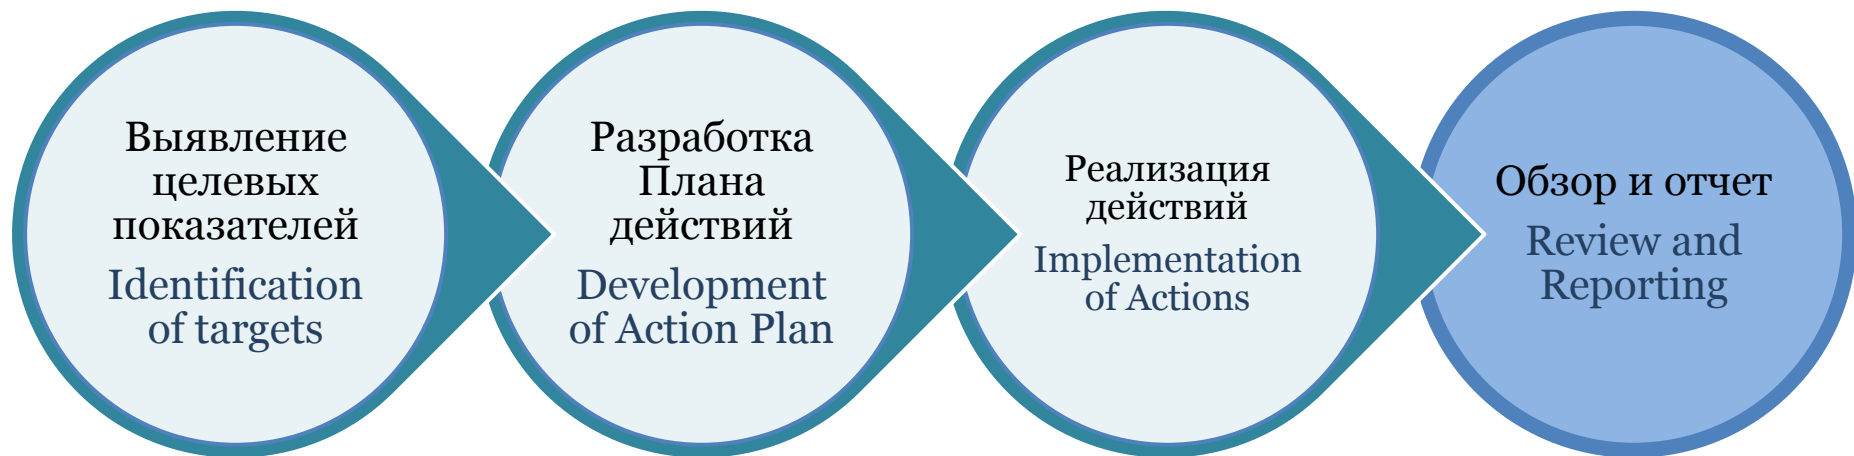 Выявление
целевых
показателей
Identification
of targets
Разработка
Плана
действий
Development
of Action Plan
Реализация
действий
Implementation
of Actions
Обзор и отчет
Review and
Reporting